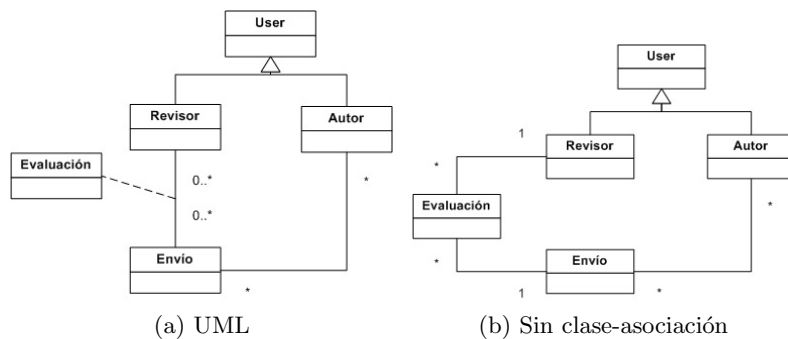 User
Revisor
Autor
Evaluación
0..*
0..*
*
Envío
*
(a) UML
User
1
Revisor
Autor
*
Evaluación
*
*
Envío
1
*
(b) Sin clase-asociación